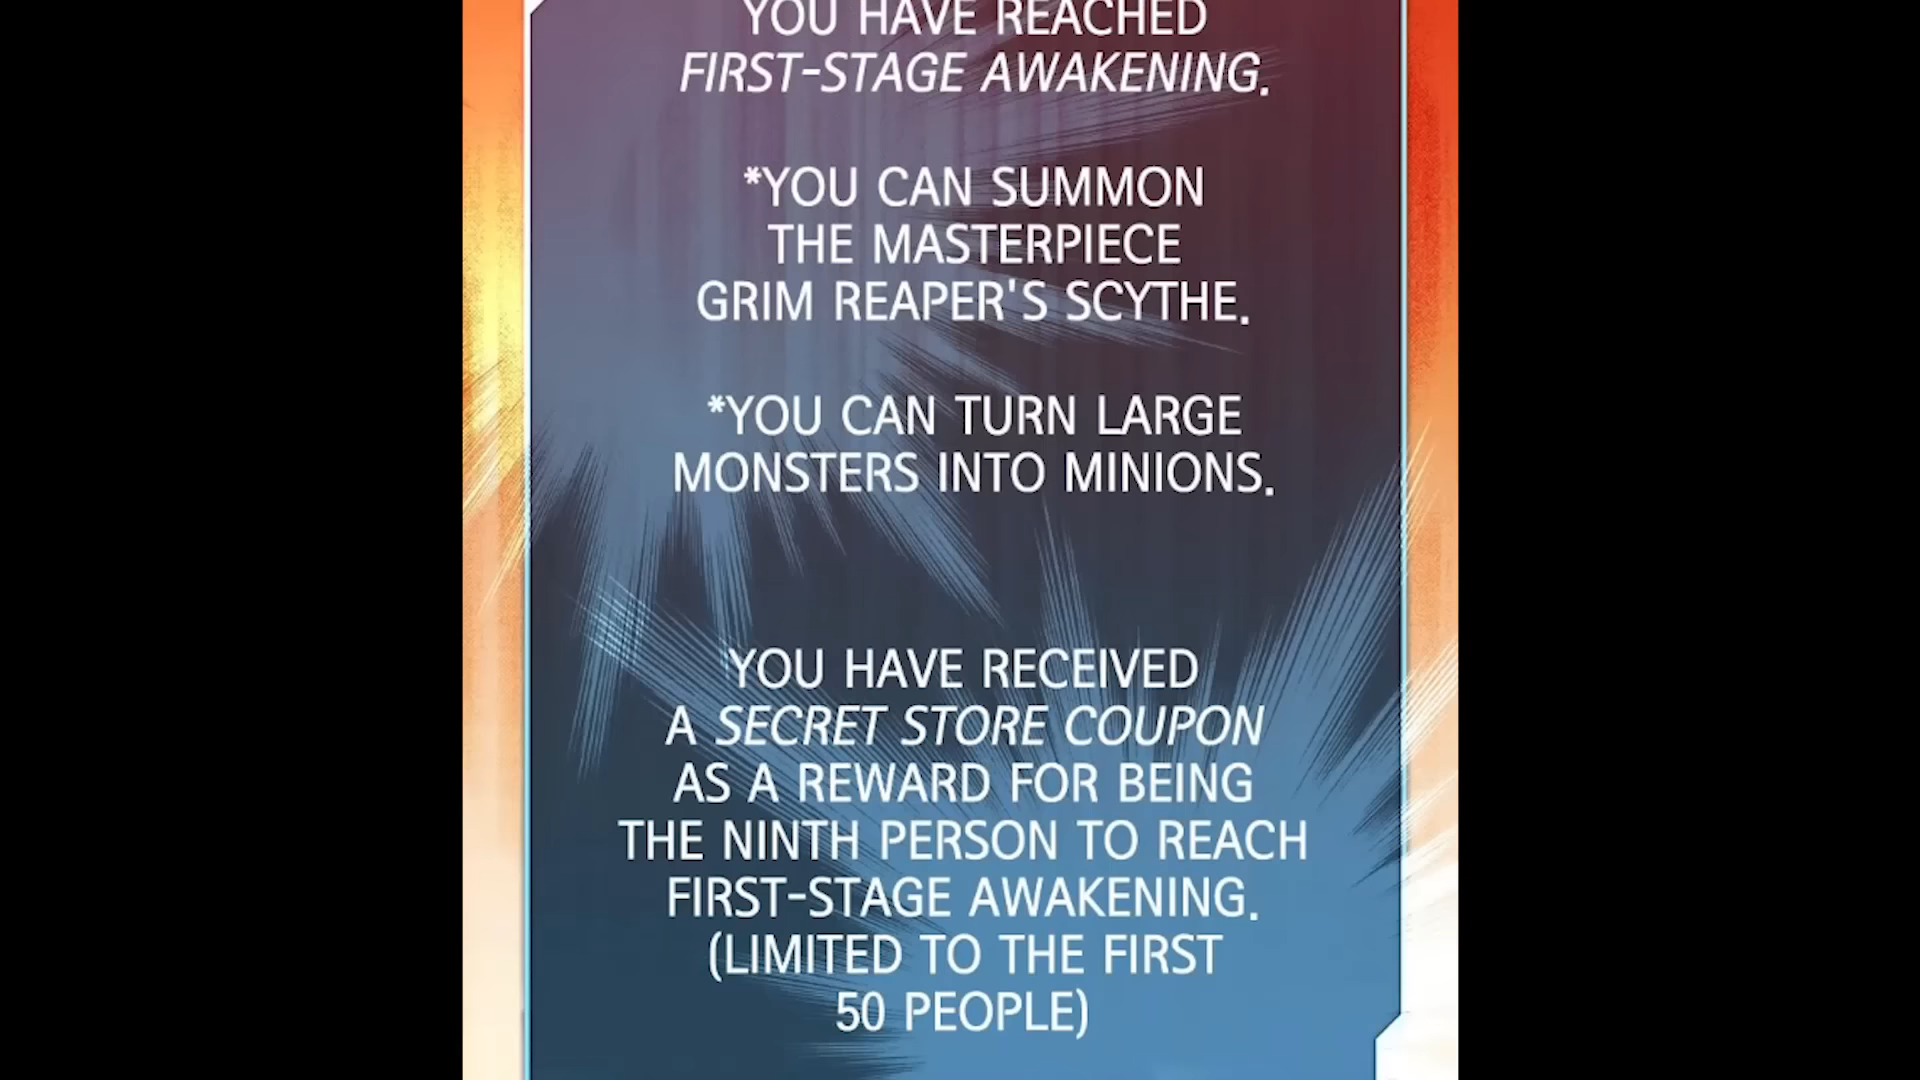 YOU HAVE REACHED
FIRST-STAGE AWAKENING.
*YOU CAN SUMMON
THE MASTERPIECE
GRIM REAPER'S SCYTHE.
*YOU CAN TURN LARGE
MONSTERS INTO MINIONS.
YOU HAVE RECEIVED
A SECRET STORE COUPON
AS A REWARD FOR BEING
THE NINTH PERSON TO REACH
FIRST-STAGE AWAKENING.
(LIMITED TO THE FIRST
50 PEOPLE)